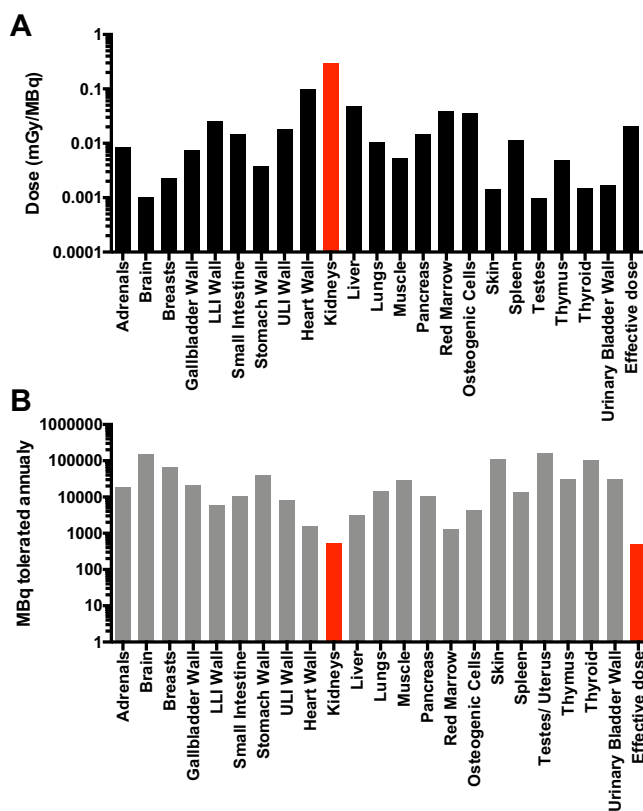 A
Dose (mGy/MBq)
1
0.1
0.01
0.001
0.0001
Adrenals
Brain
Breasts
Gallbladder Wall
LLI Wall
Small Intestine
Stomach Wall
ULI Wall
Heart Wall
Kidneys
Liver
Lungs
Muscle
Pancreas
Red Marrow
Osteogenic Cells
Skin
Spleen
Testes
Thymus
Thyroid
Urinary Bladder Wall
Effective dose
B
MBq tolerated annualy
1000000
100000
10000
1000
100
10
1
Adrenals
Brain
Breasts
Gallbladder Wall
LLI Wall
Small Intestine
Stomach Wall
ULI Wall
Heart Wall
Kidneys
Liver
Lungs
Muscle
Pancreas
Red Marrow
Osteogenic Cells
Skin
Spleen
Testes/ Uterus
Thymus
Thyroid
Urinary Bladder Wall
Effective dose